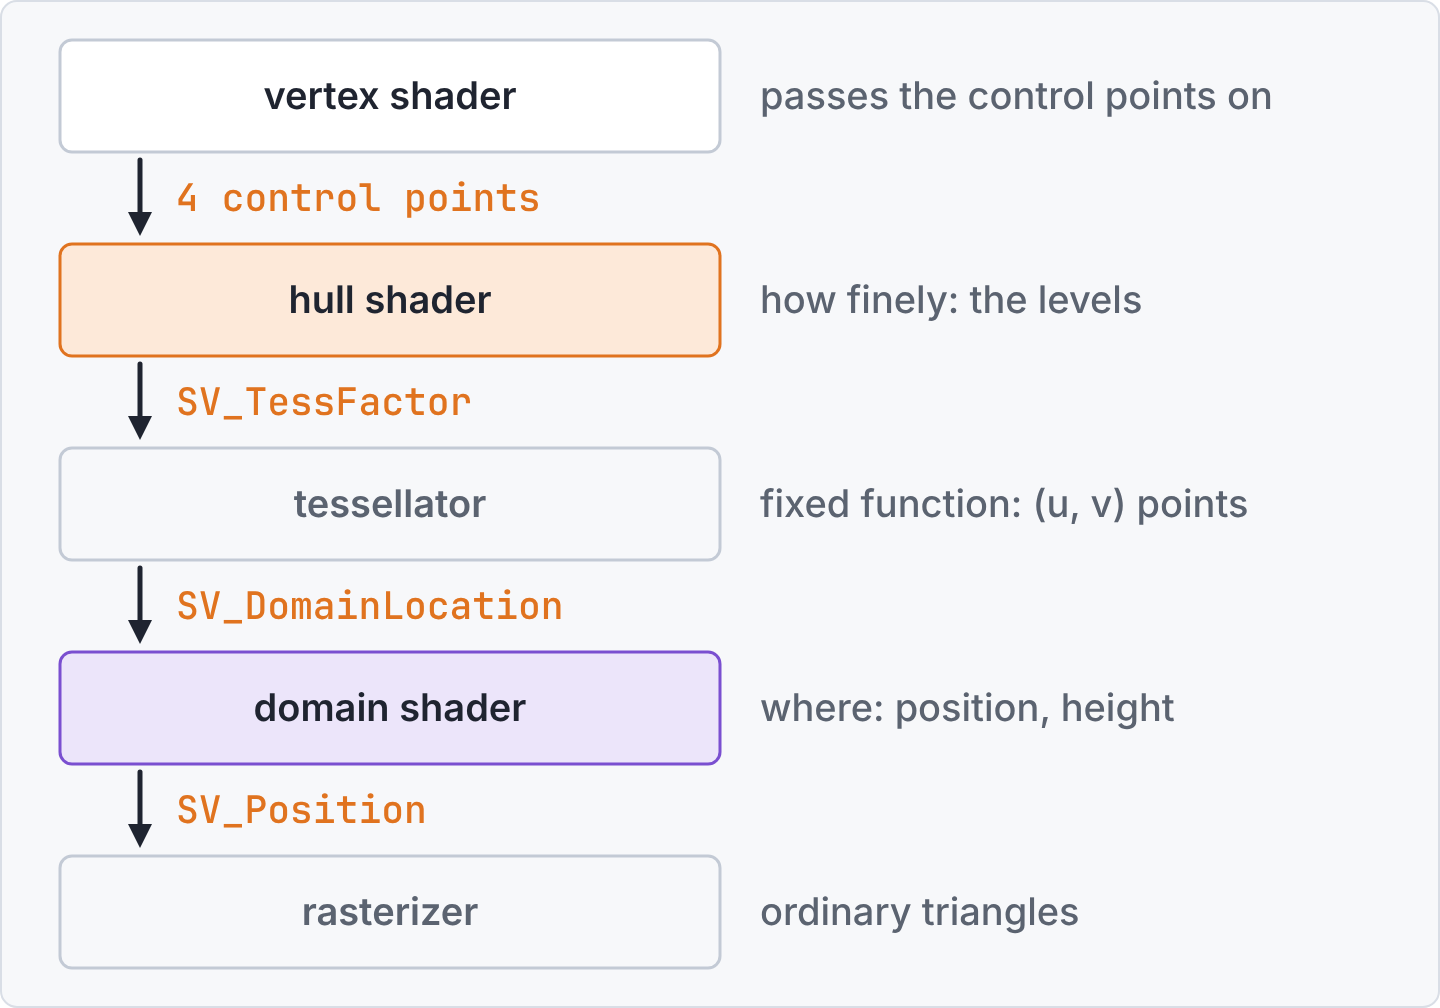 vertex shader
passes the control points on
4 control points
hull shader
how finely: the levels
SV_TessFactor
tessellator
fixed function: (u, v) points
SV_DomainLocation
domain shader
where: position, height
SV_Position
rasterizer
ordinary triangles